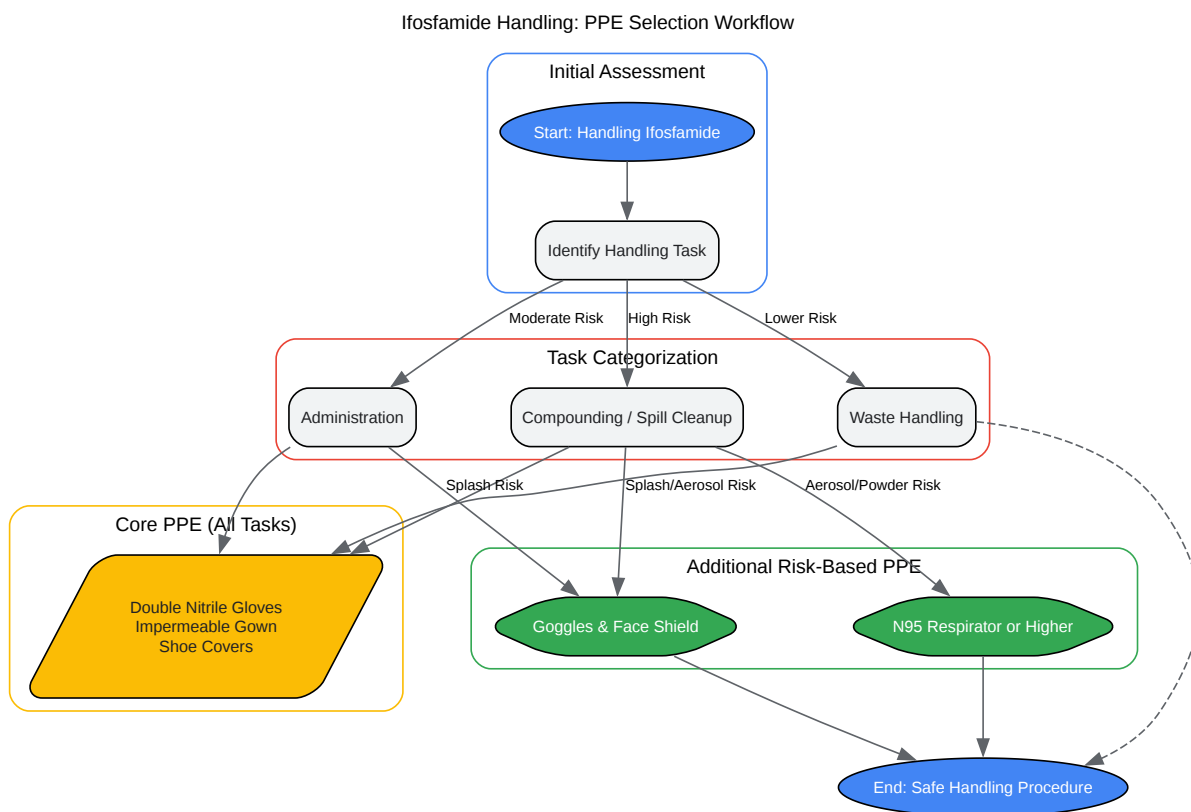 Ifosfamide Handling: PPE Selection Workflow
Initial Assessment
Start: Handling Ifosfamide
Identify Handling Task
Moderate Risk
High Risk
Lower Risk
Task Categorization
Administration
Compounding / Spill Cleanup
Waste Handling
Splash Risk
Splash/Aerosol Risk
Aerosol/Powder Risk
Core PPE (All Tasks)
Double Nitrile Gloves
Impermeable Gown
Shoe Covers
Additional Risk-Based PPE
Goggles & Face Shield
N95 Respirator or Higher
End: Safe Handling Procedure